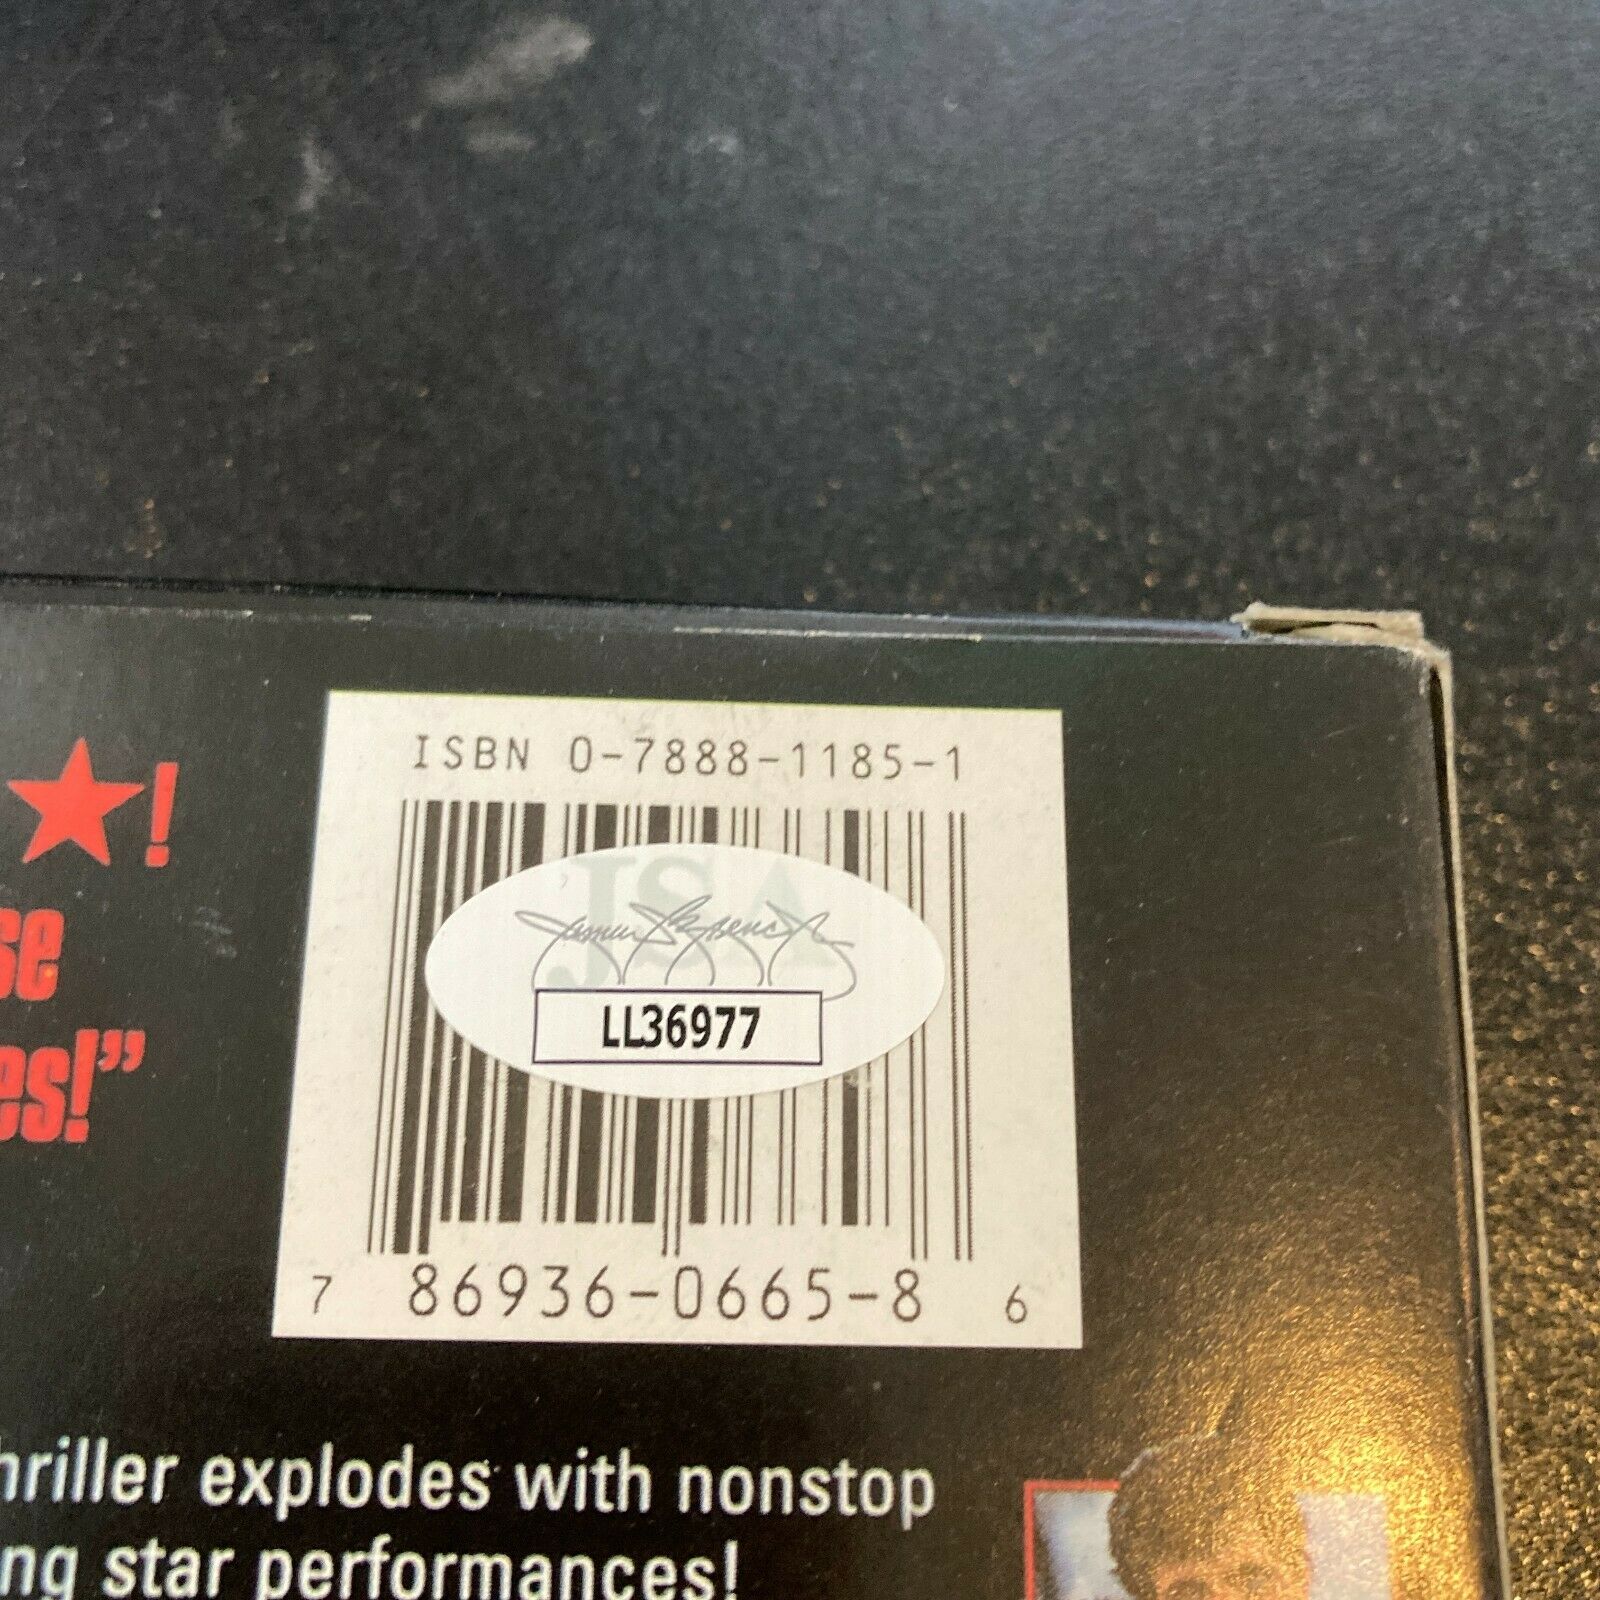 ISBN 0-7888-1185-1
!
se
es!”
JSA
LL36977
7 86936-0665-8 6
hriller explodes with nonstop
ng star performances!